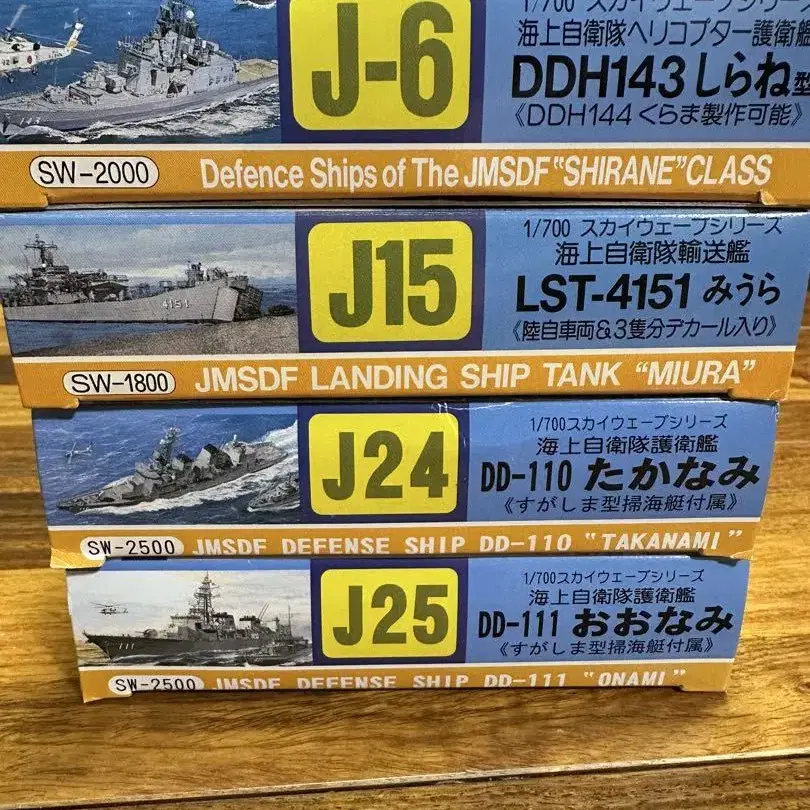 J-6
1/700 スカイウェーブシリーズ
海上自衛隊ヘリコプター護衛艦
DDH143 しらね型
《DDH144 くらま製作可能》
143
SW-2000
Defence Ships of The JMSDF "SHIRANE" CLASS
4151
J15
1/700 スカイウェーブシリーズ
海上自衛隊輸送艦
LST-4151 みうら
《陸自車両&3隻分デカール入り》
SW-1800
JMSDF LANDING SHIP TANK "MIURA"
J24
1/700スカイウェーブシリーズ
海上自衛隊護衛艦
DD-110 たかなみ
《すがしま型掃海艇付属》
SW-2500
JMSDF DEFENSE SHIP DD-110 "TAKANAMI"
111
J25
1/700スカイウェーブシリーズ
海上自衛隊護衛艦
DD-111 おおなみ
《すがしま型掃海艇付属》
SW-2500
JMSDF DEFENSE SHIP DD-111 "ONAMI"